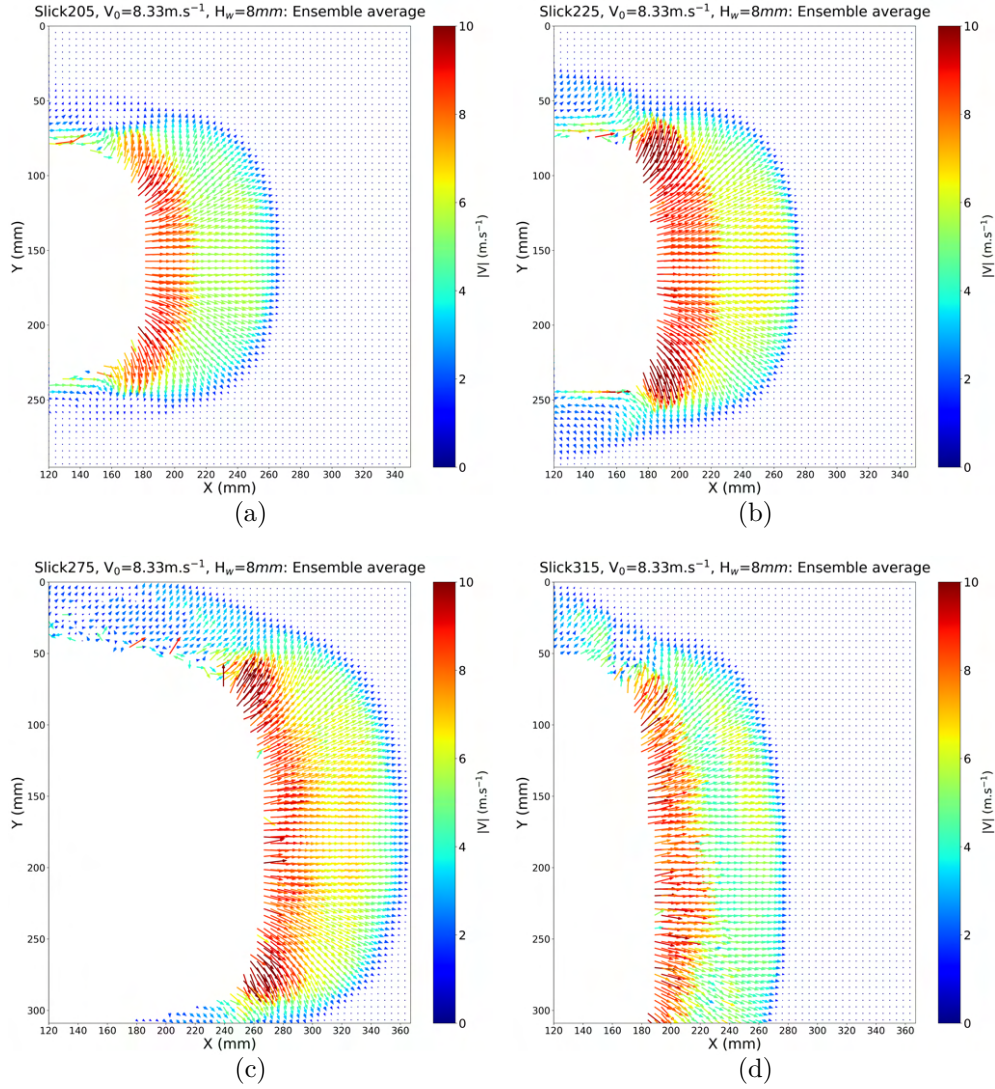 Slick205, V₀=8.33m.s⁻¹, H_w=8mm: Ensemble average
0
50
100
150
200
250
Y (mm)
120 140 160 180 200 220 240 260 280 300 320 340
X (mm)
10
8
6
4
2
0
|V| (m.s⁻¹)
(a)
Slick225, V₀=8.33m.s⁻¹, H_w=8mm: Ensemble average
0
50
100
150
200
250
Y (mm)
120 140 160 180 200 220 240 260 280 300 320 340
X (mm)
10
8
6
4
2
0
|V| (m.s⁻¹)
(b)
Slick275, V₀=8.33m.s⁻¹, H_w=8mm: Ensemble average
0
50
100
150
200
250
300
Y (mm)
120 140 160 180 200 220 240 260 280 300 320 340 360
X (mm)
10
8
6
4
2
0
|V| (m.s⁻¹)
(c)
Slick315, V₀=8.33m.s⁻¹, H_w=8mm: Ensemble average
0
50
100
150
200
250
300
Y (mm)
120 140 160 180 200 220 240 260 280 300 320 340 360
X (mm)
10
8
6
4
2
0
|V| (m.s⁻¹)
(d)